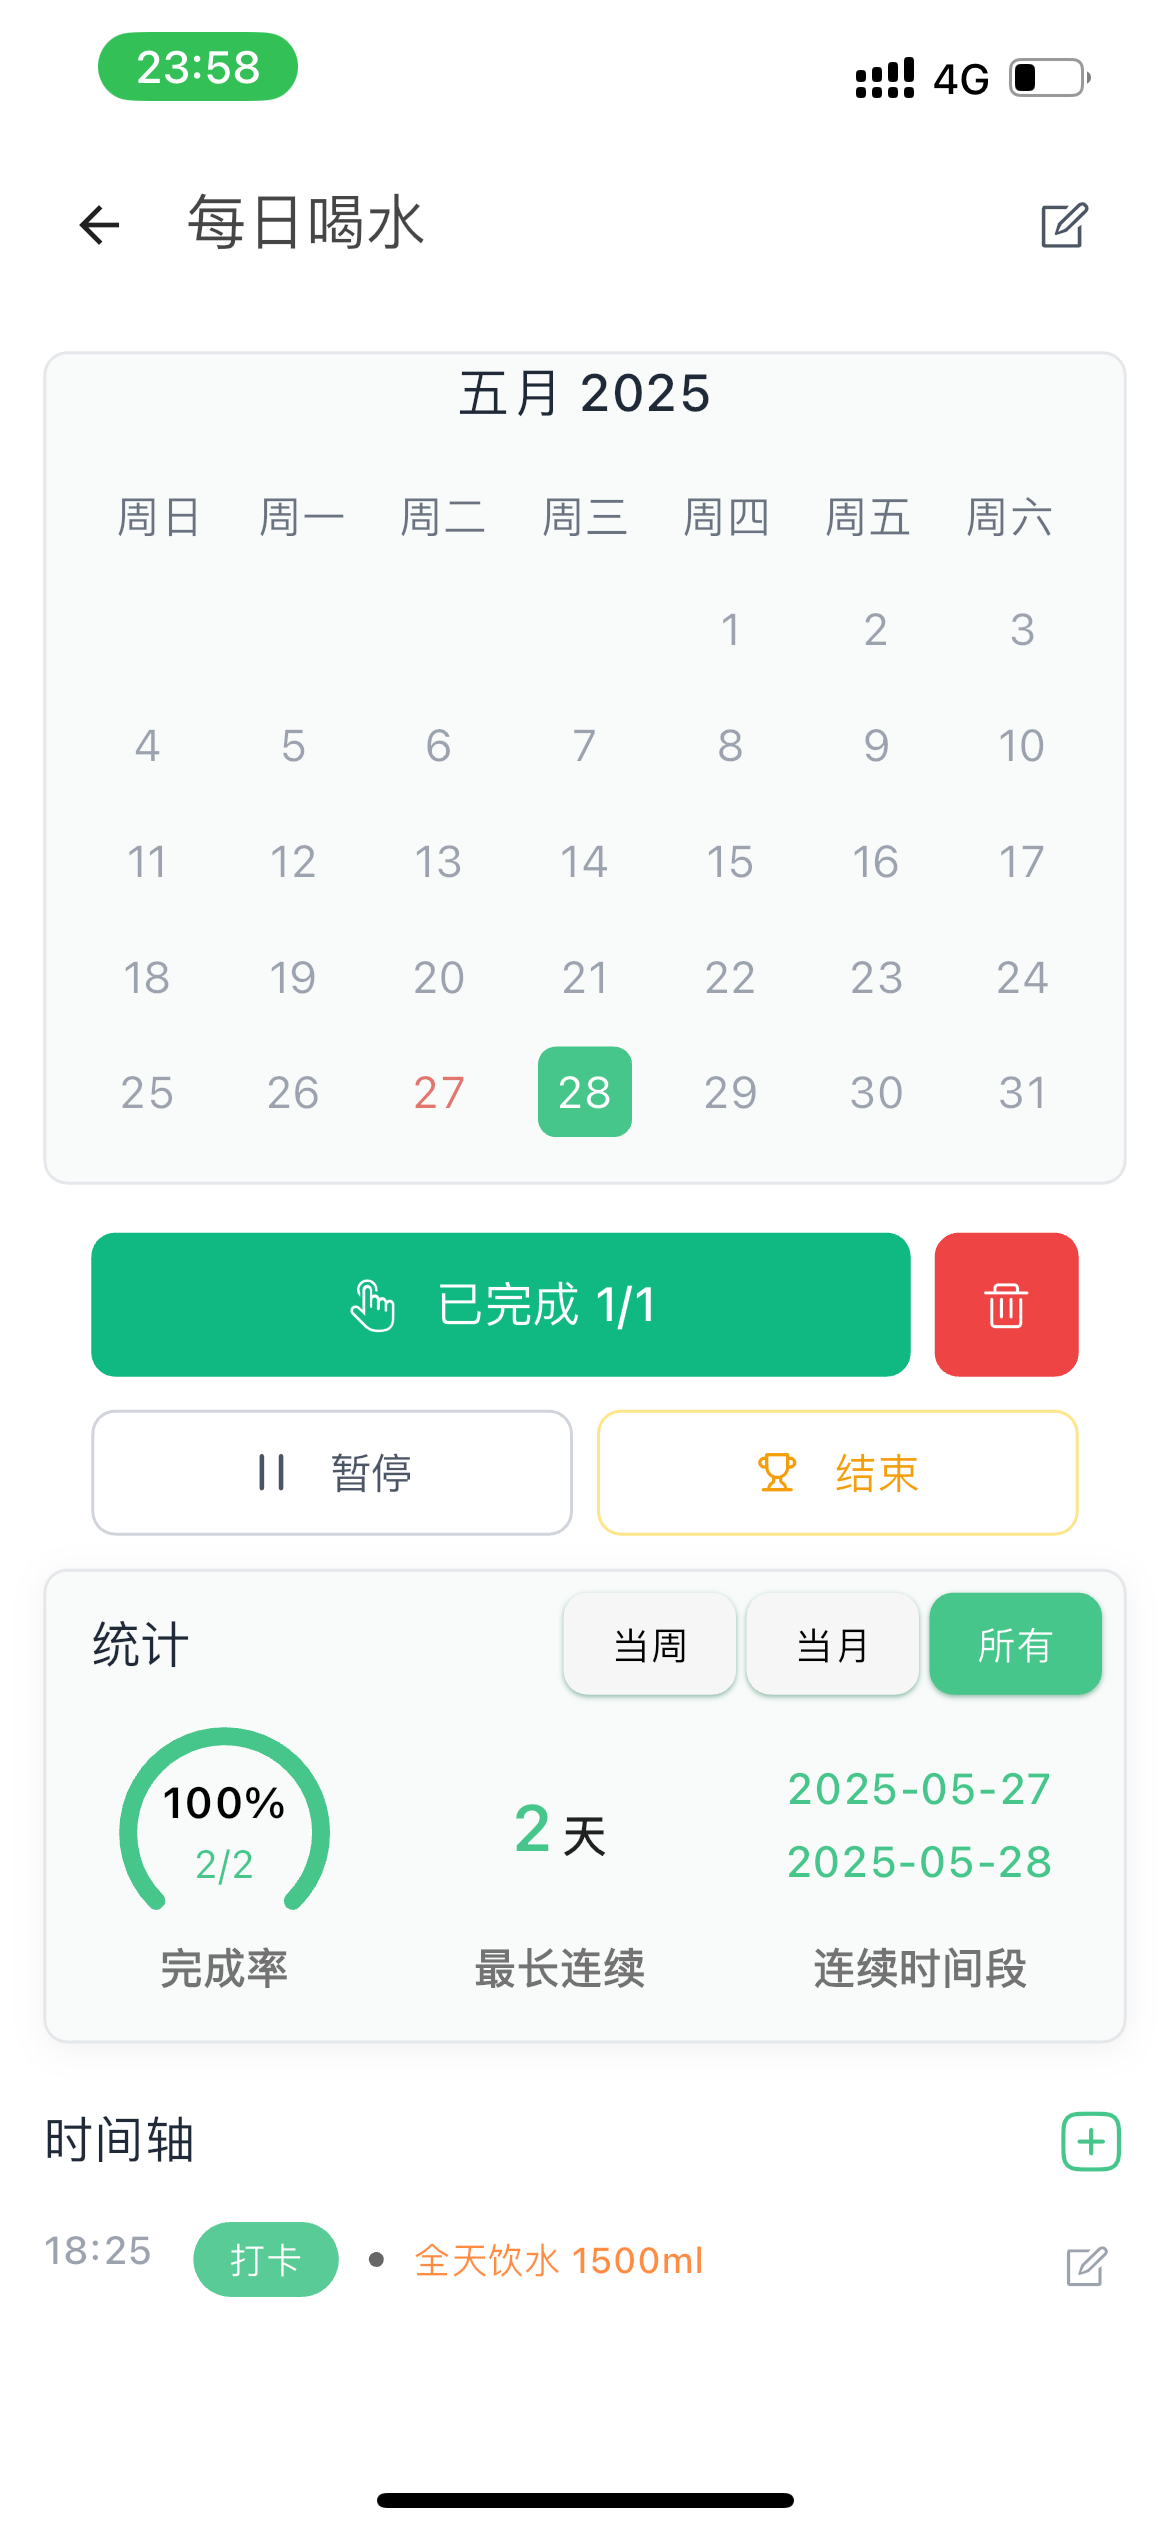 23:58 4G
每日喝水
五月 2025
周日 周一 周二 周三 周四 周五 周六
1 2 3
4 5 6 7 8 9 10
11 12 13 14 15 16 17
18 19 20 21 22 23 24
25 26 27 28 29 30 31
已完成 1/1
暂停 结束
统计 当周 当月 所有
100%
2/2
完成率
2 天
最长连续
2025-05-27
2025-05-28
连续时间段
时间轴
18:25 打卡 • 全天饮水 1500ml